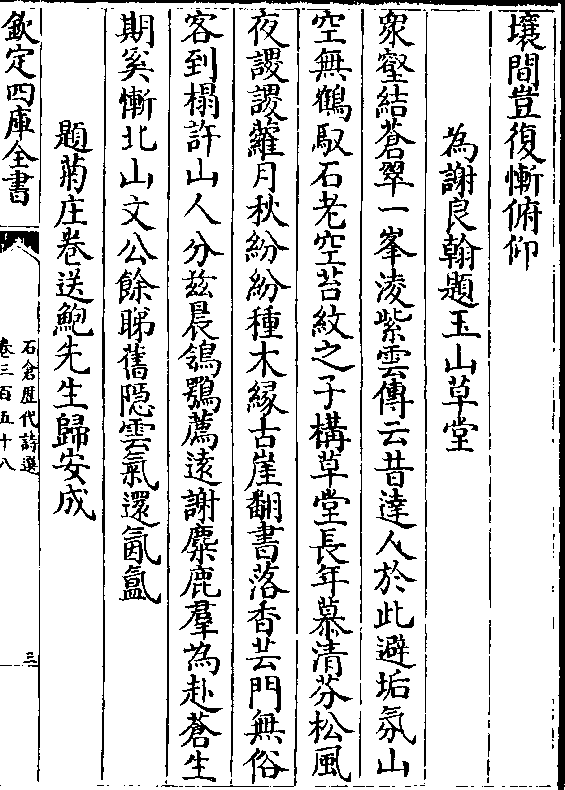 壤間豈復慚俯仰
為謝良翰題玉山草堂
衆壑結蒼翠一峯凌紫雲傳云昔達人於此避垢氛山
空無鶴馭石老空苔紋之子構草堂長年慕清芬松風
夜謖謖蘿月秋紛紛種木緣古崖翻書落香芸門無俗
客到榻許山人分兹晨鴿鶚薦遠謝麋鹿羣為赴蒼生
期奚慚北山文公餘睇舊隠雲氣還氤氳
題菊庄卷送鮑先生歸安成
欽定四庫全書
石倉歴代詩選
卷三百五十八
三